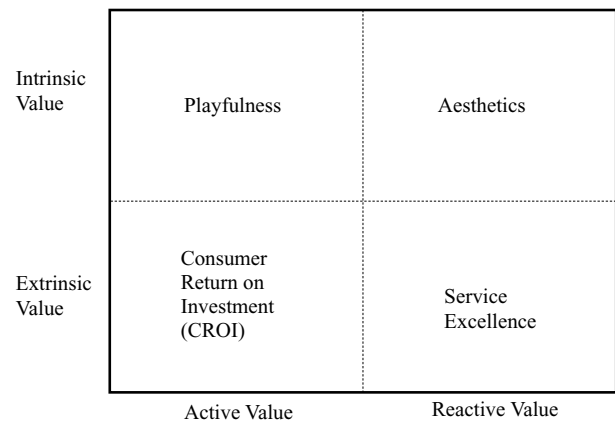 Intrinsic
Value
Playfulness
Aesthetics
Extrinsic
Value
Consumer
Return on
Investment
(CROI)
Service
Excellence
Active Value
Reactive Value